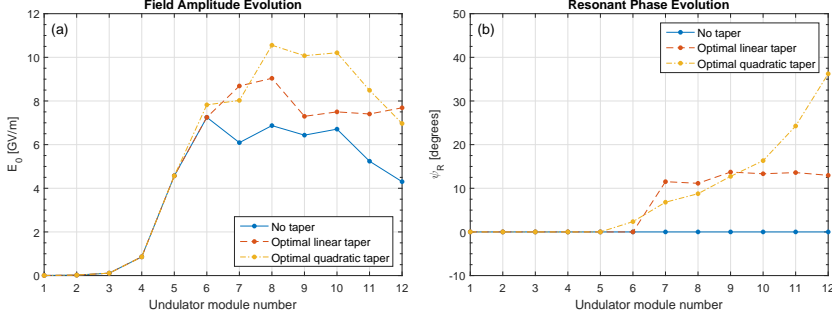 Field Amplitude Evolution
(a)
12
10
8
6
4
2
0
E0 [GV/m]
No taper
Optimal linear taper
Optimal quadratic taper
1 2 3 4 5 6 7 8 9 10 11 12
Undulator module number
Resonant Phase Evolution
(b)
50
40
30
20
10
0
-10
ψR [degrees]
No taper
Optimal linear taper
Optimal quadratic taper
1 2 3 4 5 6 7 8 9 10 11 12
Undulator module number